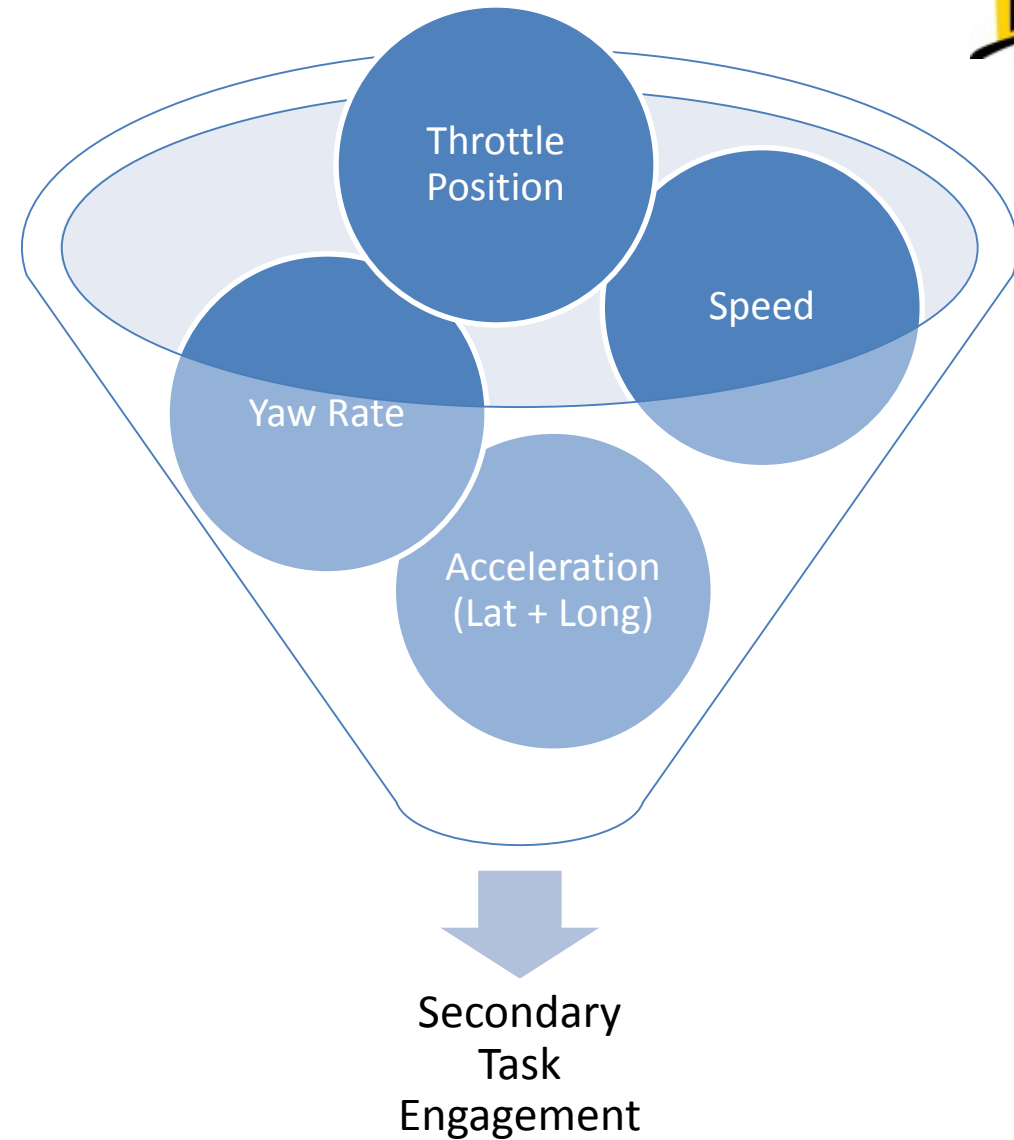 Throttle
Position
Speed
Yaw Rate
Acceleration
(Lat + Long)
Secondary
Task
Engagement